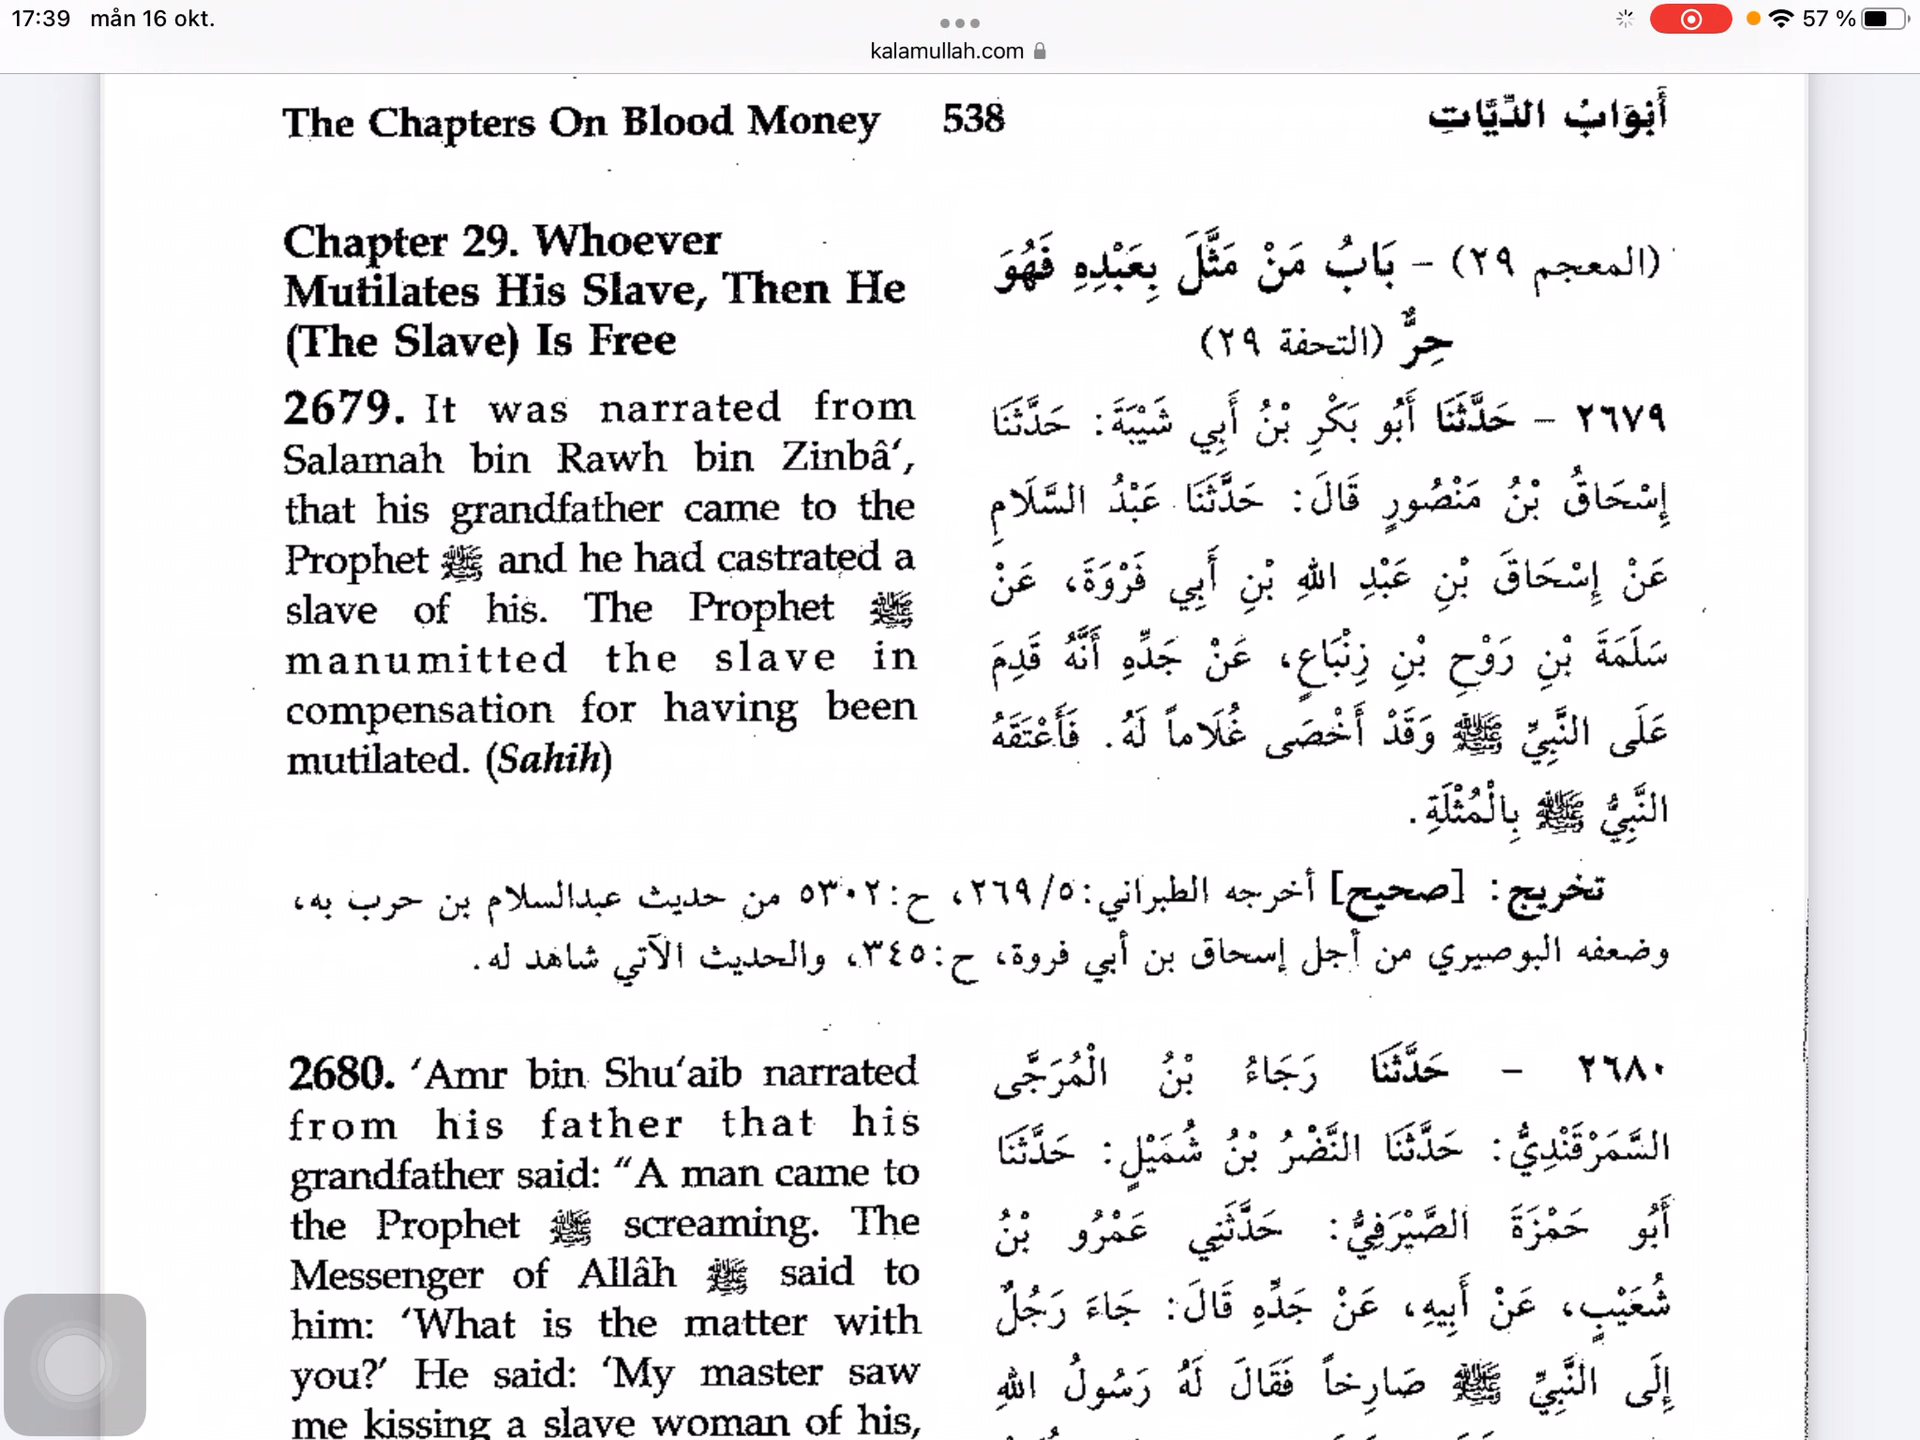 17:39 mån 16 okt.
57 %
kalamullah.com
The Chapters On Blood Money 538 أَبْوَابُ الدِّيَّاتِ
Chapter 29. Whoever
Mutilates His Slave, Then He
(The Slave) Is Free
2679. It was narrated from
Salamah bin Rawh bin Zinbâ‘,
that his grandfather came to the
Prophet ﷺ and he had castrated a
slave of his. The Prophet ﷺ
manumitted the slave in
compensation for having been
mutilated. (Sahih)
(المعجم ٢٩) - بَابُ مَنْ مَثَّلَ بِعَبْدِهِ فَهُوَ
حِرٌّ (التحفة ٢٩)
٢٦٧٩ - حَدَّثَنَا أَبُو بَكْرِ بْنُ أَبِي شَيْبَةَ: حَدَّثَنَا
إِسْحَاقُ بْنُ مَنْصُورٍ قَالَ: حَدَّثَنَا عَبْدُ السَّلَامِ
عَنْ إِسْحَاقَ بْنِ عَبْدِ اللهِ بْنِ أَبِي فَرْوَةَ، عَنْ
سَلَمَةَ بْنِ رَوْحِ بْنِ زِنْبَاعٍ، عَنْ جَدِّهِ أَنَّهُ قَدِمَ
عَلَى النَّبِيِّ ﷺ وَقَدْ أَخْصَى غُلَاماً لَهُ. فَأَعْتَقَهُ
النَّبِيُّ ﷺ بِالْمُثْلَةِ.
تخريج: [صحيح] أخرجه الطبراني:٢٦٩/٥، ح:٥٣٠٢ من حديث عبدالسلام بن حرب به،
وضعفه البوصيري من أجل إسحاق بن أبي فروة، ح:٣٤٥، والحديث الآتي شاهد له.
2680. ‘Amr bin Shu‘aib narrated
from his father that his
grandfather said: “A man came to
the Prophet ﷺ screaming. The
Messenger of Allâh ﷺ said to
him: ‘What is the matter with
you?’ He said: ‘My master saw
me kissing a slave woman of his,
٢٦٨٠ - حَدَّثَنَا رَجَاءُ بْنُ الْمُرَجَّى
السَّمَرْقَنْدِيُّ: حَدَّثَنَا النَّضْرُ بْنُ شُمَيْلٍ: حَدَّثَنَا
أَبُو حَمْزَةَ الصَّيْرَفِيُّ: حَدَّثَنِي عَمْرُو بْنُ
شُعَيْبٍ، عَنْ أَبِيهِ، عَنْ جَدِّهِ قَالَ: جَاءَ رَجُلٌ
إِلَى النَّبِيِّ ﷺ صَارِخاً فَقَالَ لَهُ رَسُولُ اللهِ